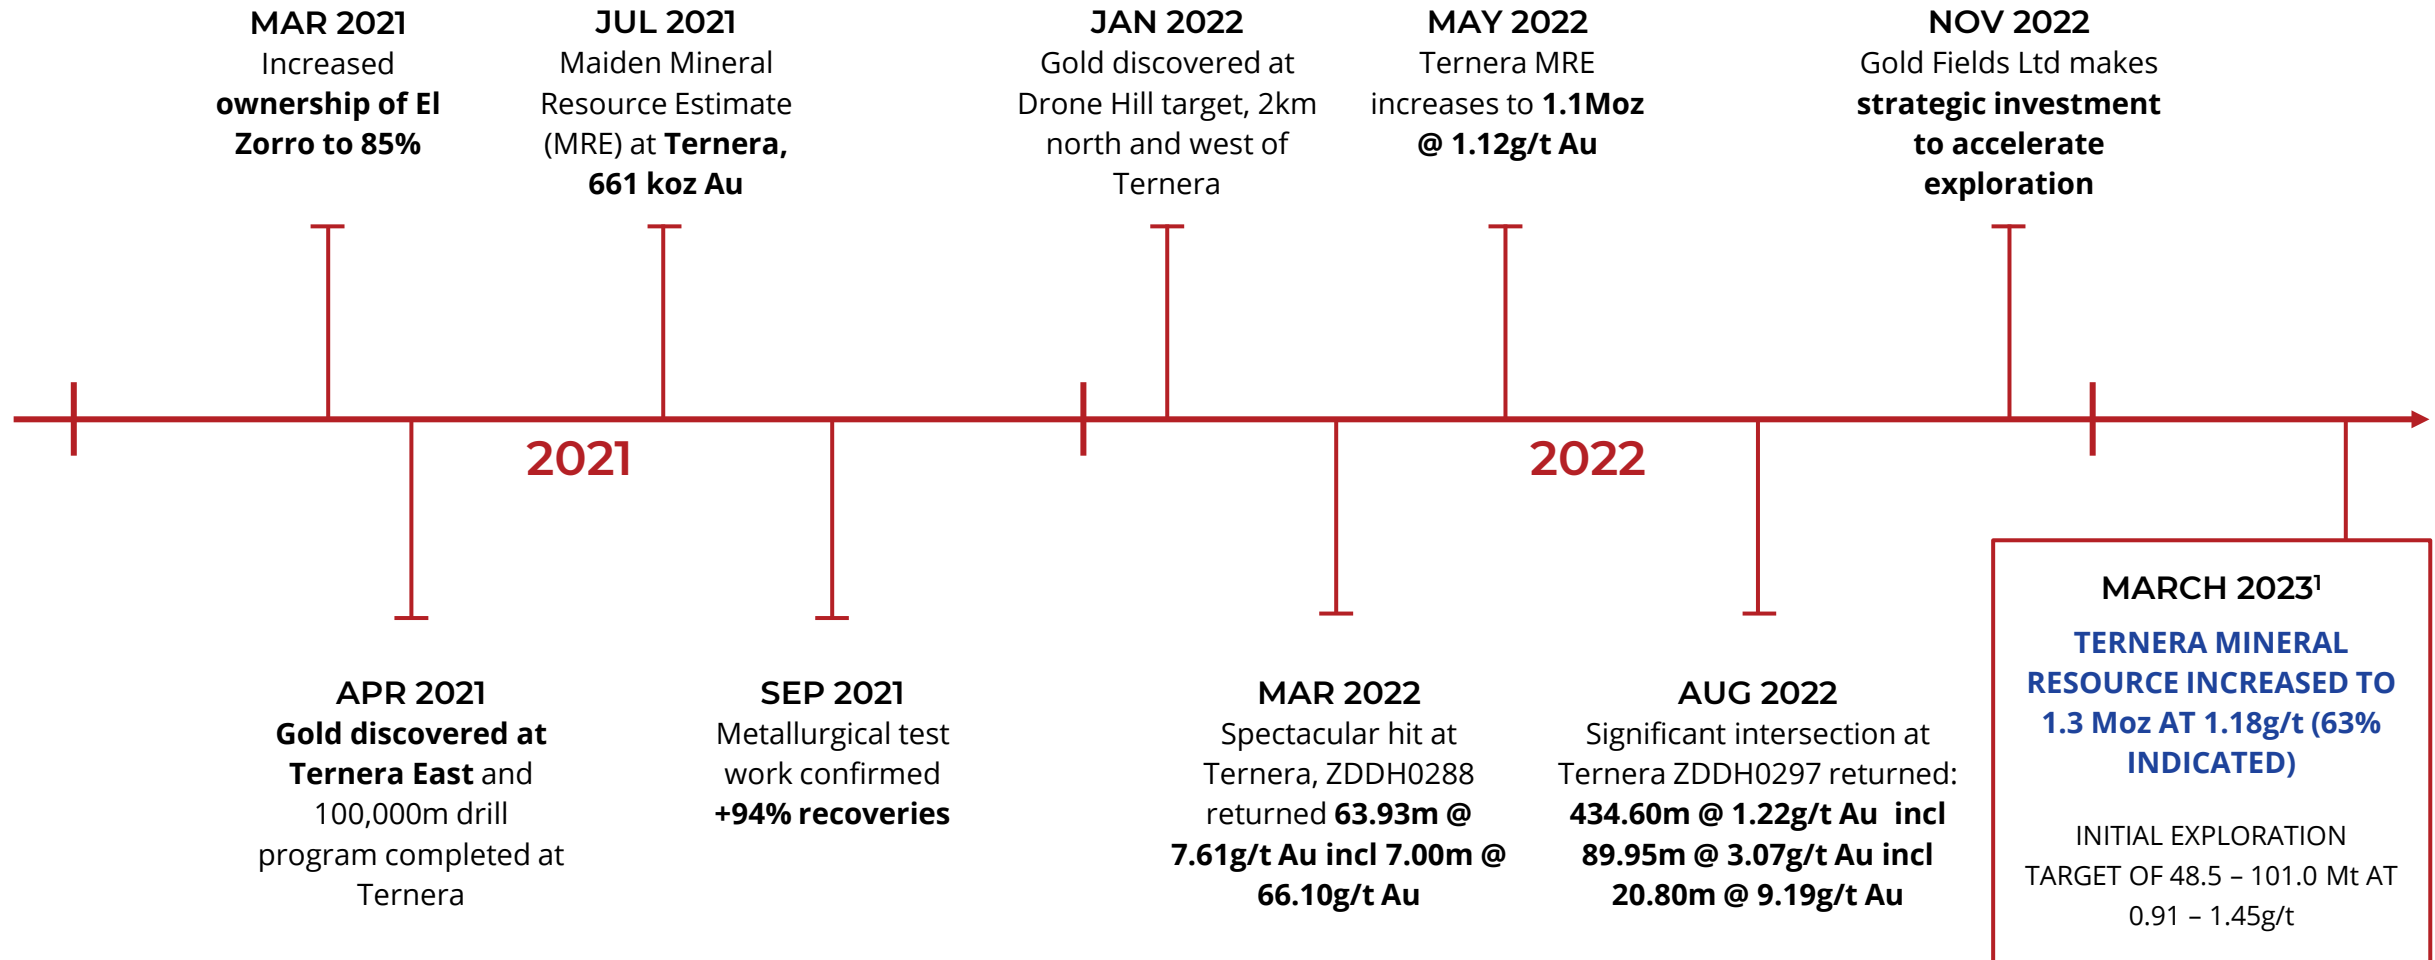 MAR 2021
Increased
ownership of El
Zorro to 85%
JUL 2021
Maiden Mineral
Resource Estimate
(MRE) at Ternera,
661 koz Au
JAN 2022
Gold discovered at
Drone Hill target, 2km
north and west of
Ternera
MAY 2022
Ternera MRE
increases to 1.1Moz
@ 1.12g/t Au
NOV 2022
Gold Fields Ltd makes
strategic investment
to accelerate
exploration
2021
2022
APR 2021
Gold discovered at
Ternera East and
100,000m drill
program completed at
Ternera
SEP 2021
Metallurgical test
work confirmed
+94% recoveries
MAR 2022
Spectacular hit at
Ternera, ZDDH0288
returned 63.93m @
7.61g/t Au incl 7.00m @
66.10g/t Au
AUG 2022
Significant intersection at
Ternera ZDDH0297 returned:
434.60m @ 1.22g/t Au incl
89.95m @ 3.07g/t Au incl
20.80m @ 9.19g/t Au
MARCH 2023¹
TERNERA MINERAL
RESOURCE INCREASED TO
1.3 Moz AT 1.18g/t (63%
INDICATED)
INITIAL EXPLORATION
TARGET OF 48.5 – 101.0 Mt AT
0.91 – 1.45g/t